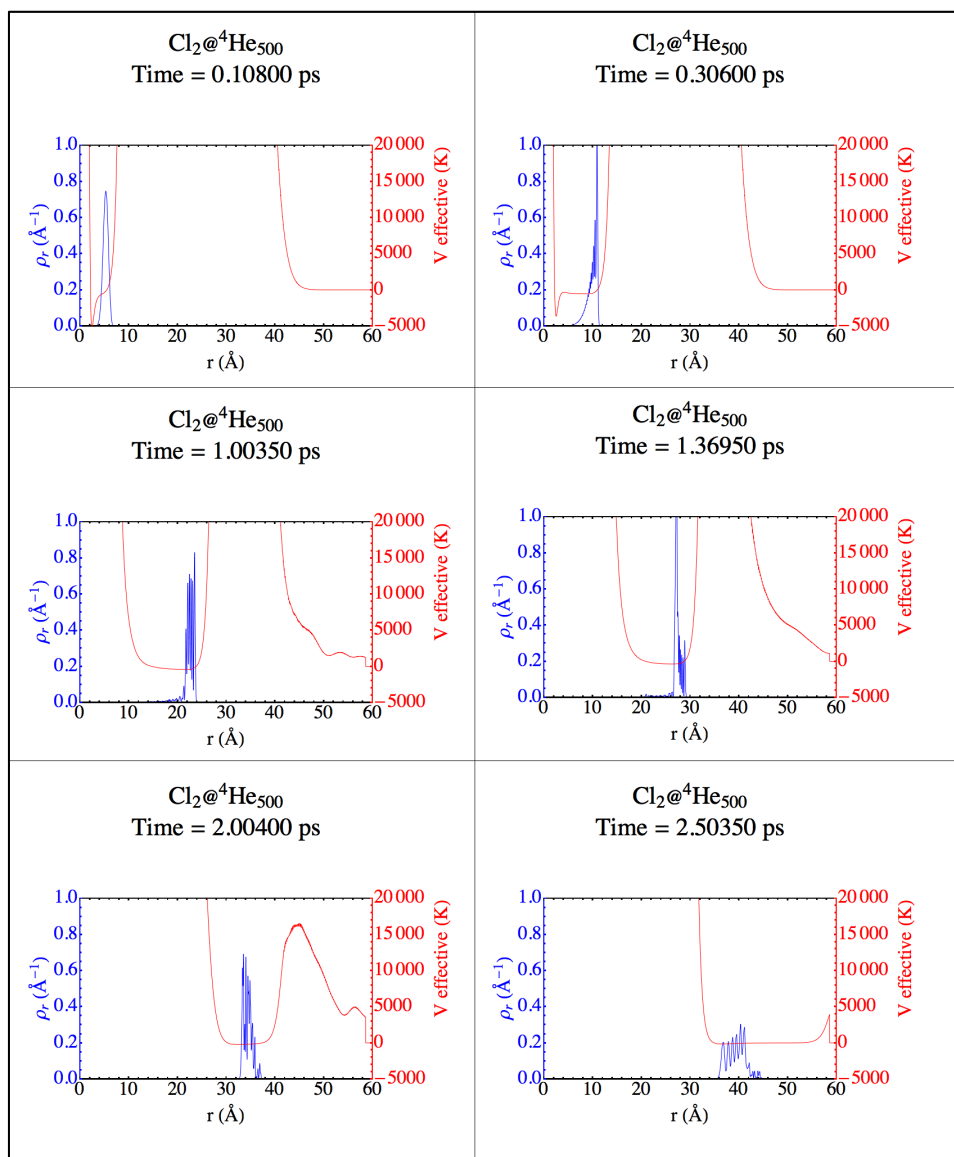 Cl₂@⁴He₅₀₀
Time = 0.10800 ps
1.0
0.8
0.6
0.4
0.2
0.0
ρᵣ (Å⁻¹)
20 000
15 000
10 000
5000
0
−5000
V effective (K)
0 10 20 30 40 50 60
r (Å)
Cl₂@⁴He₅₀₀
Time = 0.30600 ps
1.0
0.8
0.6
0.4
0.2
0.0
ρᵣ (Å⁻¹)
20 000
15 000
10 000
5000
0
−5000
V effective (K)
0 10 20 30 40 50 60
r (Å)
Cl₂@⁴He₅₀₀
Time = 1.00350 ps
1.0
0.8
0.6
0.4
0.2
0.0
ρᵣ (Å⁻¹)
20 000
15 000
10 000
5000
0
−5000
V effective (K)
0 10 20 30 40 50 60
r (Å)
Cl₂@⁴He₅₀₀
Time = 1.36950 ps
1.0
0.8
0.6
0.4
0.2
0.0
ρᵣ (Å⁻¹)
20 000
15 000
10 000
5000
0
−5000
V effective (K)
0 10 20 30 40 50 60
r (Å)
Cl₂@⁴He₅₀₀
Time = 2.00400 ps
1.0
0.8
0.6
0.4
0.2
0.0
ρᵣ (Å⁻¹)
20 000
15 000
10 000
5000
0
−5000
V effective (K)
0 10 20 30 40 50 60
r (Å)
Cl₂@⁴He₅₀₀
Time = 2.50350 ps
1.0
0.8
0.6
0.4
0.2
0.0
ρᵣ (Å⁻¹)
20 000
15 000
10 000
5000
0
−5000
V effective (K)
0 10 20 30 40 50 60
r (Å)